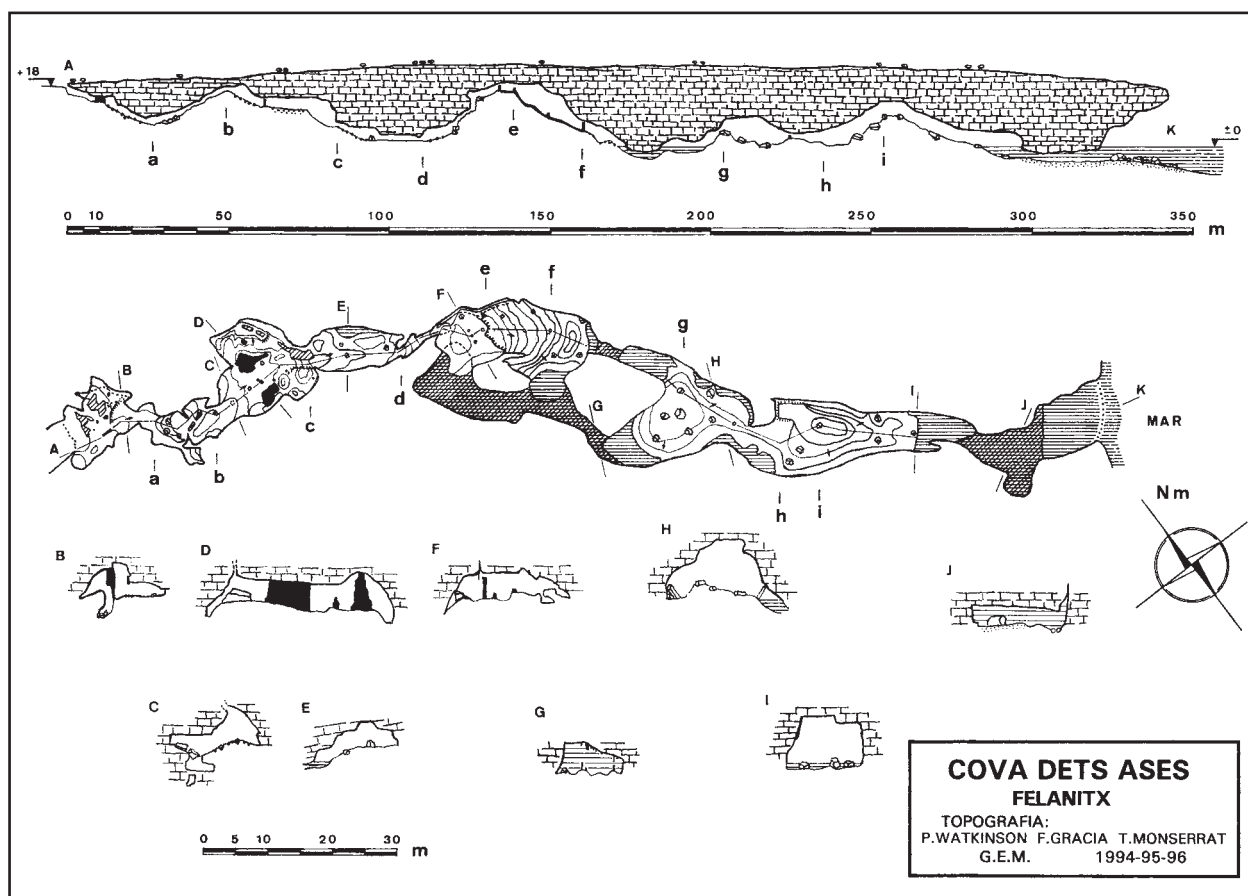 A
+18
K
±0
a
b
c
d
e
f
g
h
i
0 10 50 100 150 200 250 300 350
m
e
f
g
A
B
C
D
E
F
G
H
I
J
K
MAR
a
b
c
d
h
i
Nm
B
D
F
H
J
C
E
G
I
0 5 10 20 30
m
COVA DETS ASES
FELANITX
TOPOGRAFIA:
P.WATKINSON F.GRACIA T.MONSERRAT
G.E.M. 1994-95-96